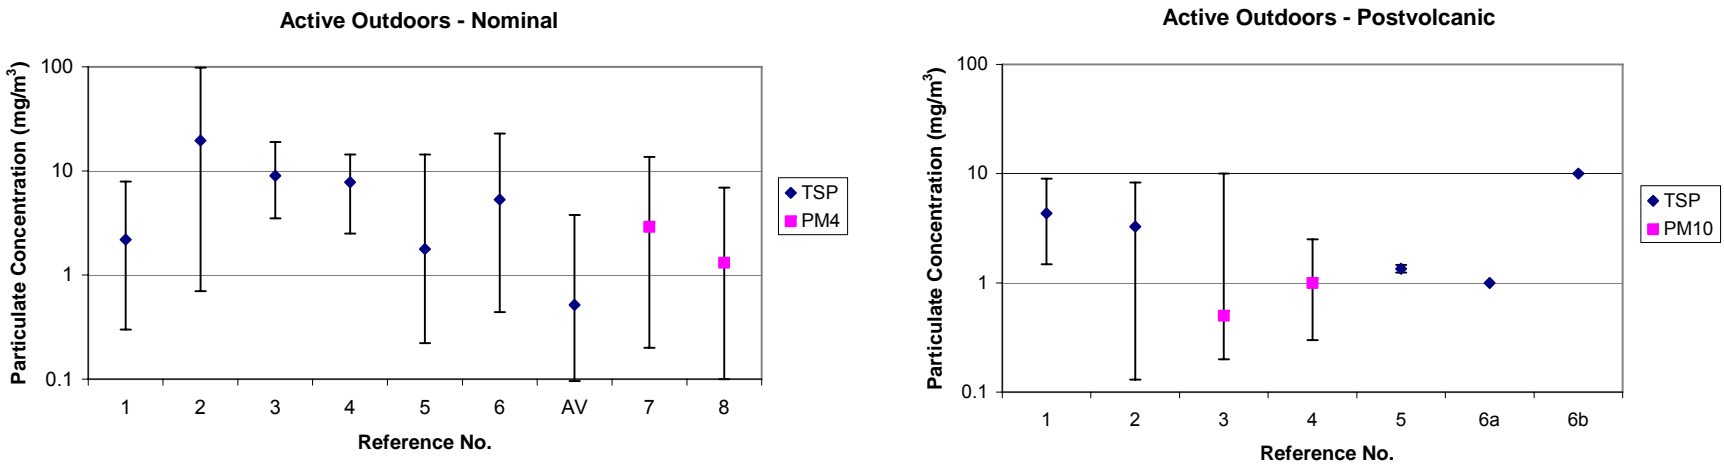 Active Outdoors - Nominal
Particulate Concentration (mg/m³)
100
10
1
0.1
1 2 3 4 5 6 AV 7 8
Reference No.
TSP
PM4
Active Outdoors - Postvolcanic
Particulate Concentration (mg/m³)
100
10
1
0.1
1 2 3 4 5 6a 6b
Reference No.
TSP
PM10